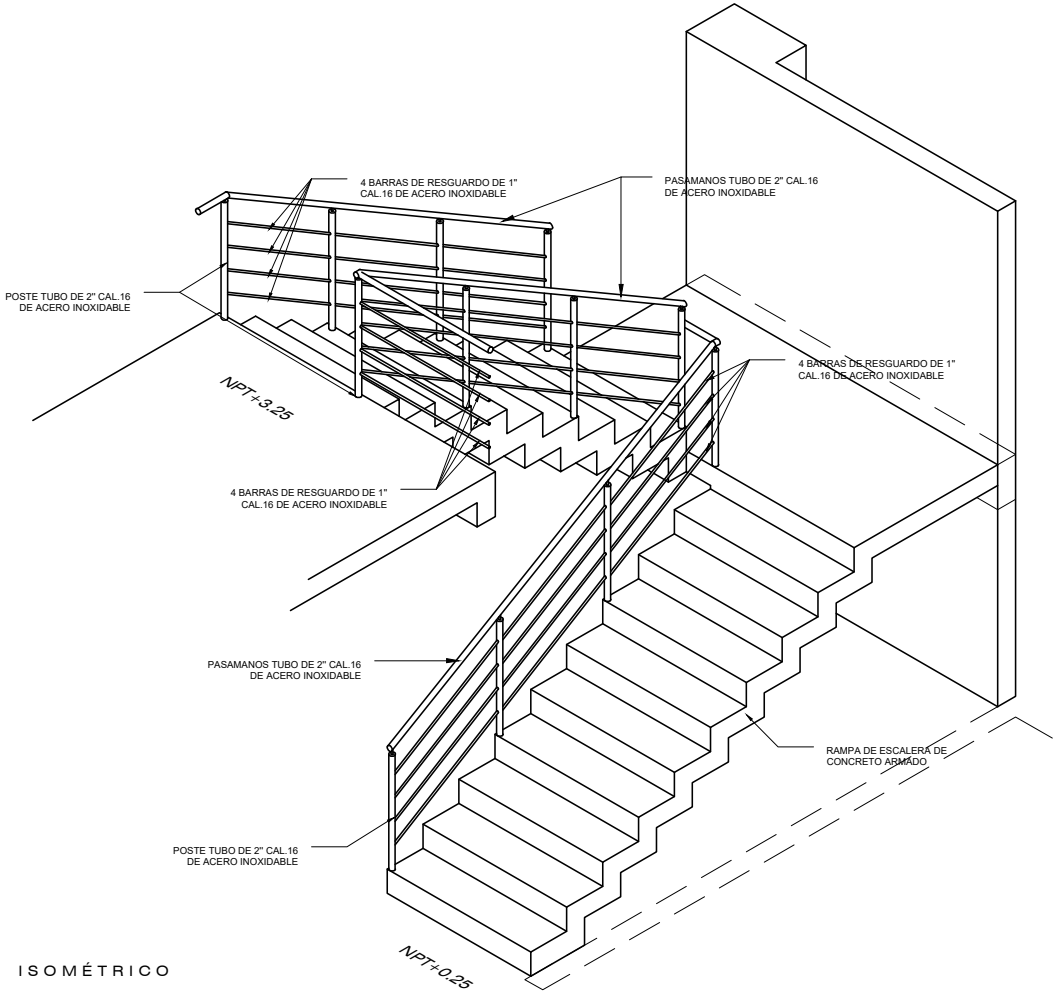 4 BARRAS DE RESGUARDO DE 1"
CAL.16 DE ACERO INOXIDABLE
PASAMANOS TUBO DE 2" CAL.16
DE ACERO INOXIDABLE
POSTE TUBO DE 2" CAL.16
DE ACERO INOXIDABLE
4 BARRAS DE RESGUARDO DE 1"
CAL.16 DE ACERO INOXIDABLE
NPT+3.25
4 BARRAS DE RESGUARDO DE 1"
CAL.16 DE ACERO INOXIDABLE
PASAMANOS TUBO DE 2" CAL.16
DE ACERO INOXIDABLE
RAMPA DE ESCALERA DE
CONCRETO ARMADO
POSTE TUBO DE 2" CAL.16
DE ACERO INOXIDABLE
NPT+0.25
ISOMÉTRICO